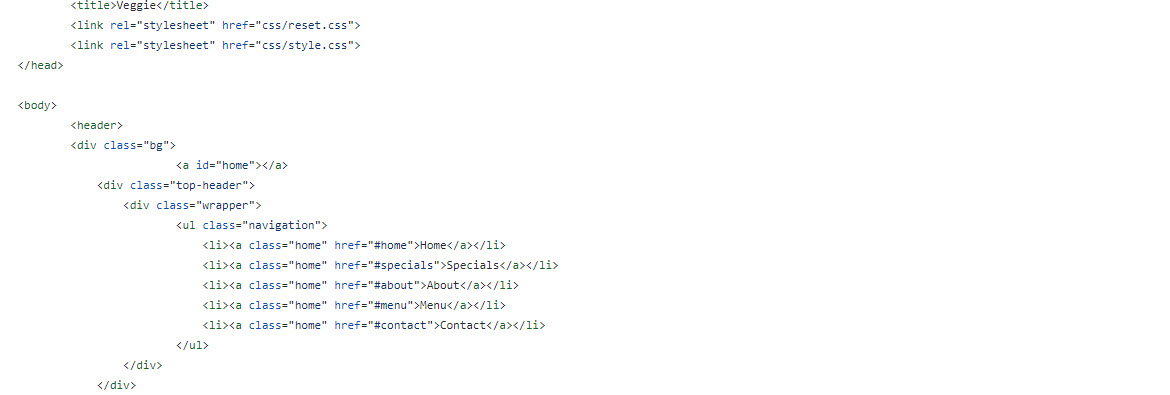 <title>Veggie</title>
<link rel="stylesheet" href="css/reset.css">
<link rel="stylesheet" href="css/style.css">
</head>
<body>
<header>
<div class="bg">
<a id="home"></a>
<div class="top-header">
<div class="wrapper">
<ul class="navigation">
<li><a class="home" href="#home">Home</a></li>
<li><a class="home" href="#specials">Specials</a></li>
<li><a class="home" href="#about">About</a></li>
<li><a class="home" href="#menu">Menu</a></li>
<li><a class="home" href="#contact">Contact</a></li>
</ul>
</div>
</div>